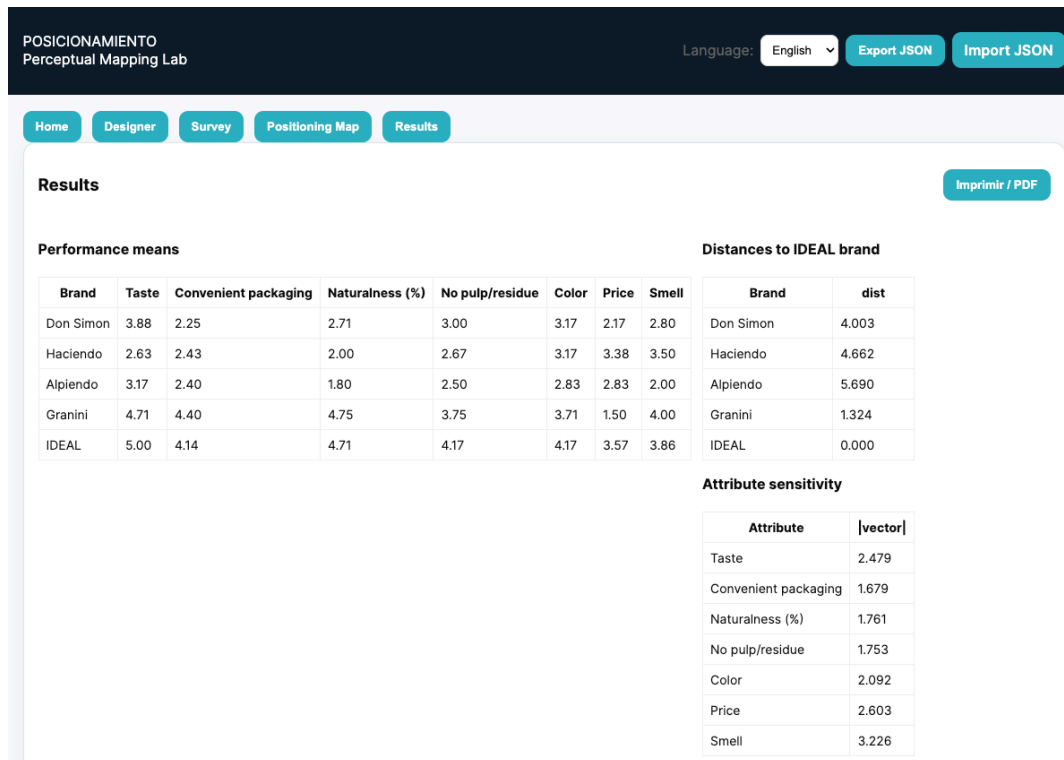 POSICIONAMIENTO
Perceptual Mapping Lab
Language: English Export JSON Import JSON
Home Designer Survey Positioning Map Results
Results
Imprimir / PDF
Performance means
Brand Taste Convenient packaging Naturalness (%) No pulp/residue Color Price Smell
Don Simon 3.88 2.25 2.71 3.00 3.17 2.17 2.80
Haciendo 2.63 2.43 2.00 2.67 3.17 3.38 3.50
Alpiendo 3.17 2.40 1.80 2.50 2.83 2.83 2.00
Granini 4.71 4.40 4.75 3.75 3.71 1.50 4.00
IDEAL 5.00 4.14 4.71 4.17 4.17 3.57 3.86
Distances to IDEAL brand
Brand dist
Don Simon 4.003
Haciendo 4.662
Alpiendo 5.690
Granini 1.324
IDEAL 0.000
Attribute sensitivity
Attribute |vector|
Taste 2.479
Convenient packaging 1.679
Naturalness (%) 1.761
No pulp/residue 1.753
Color 2.092
Price 2.603
Smell 3.226